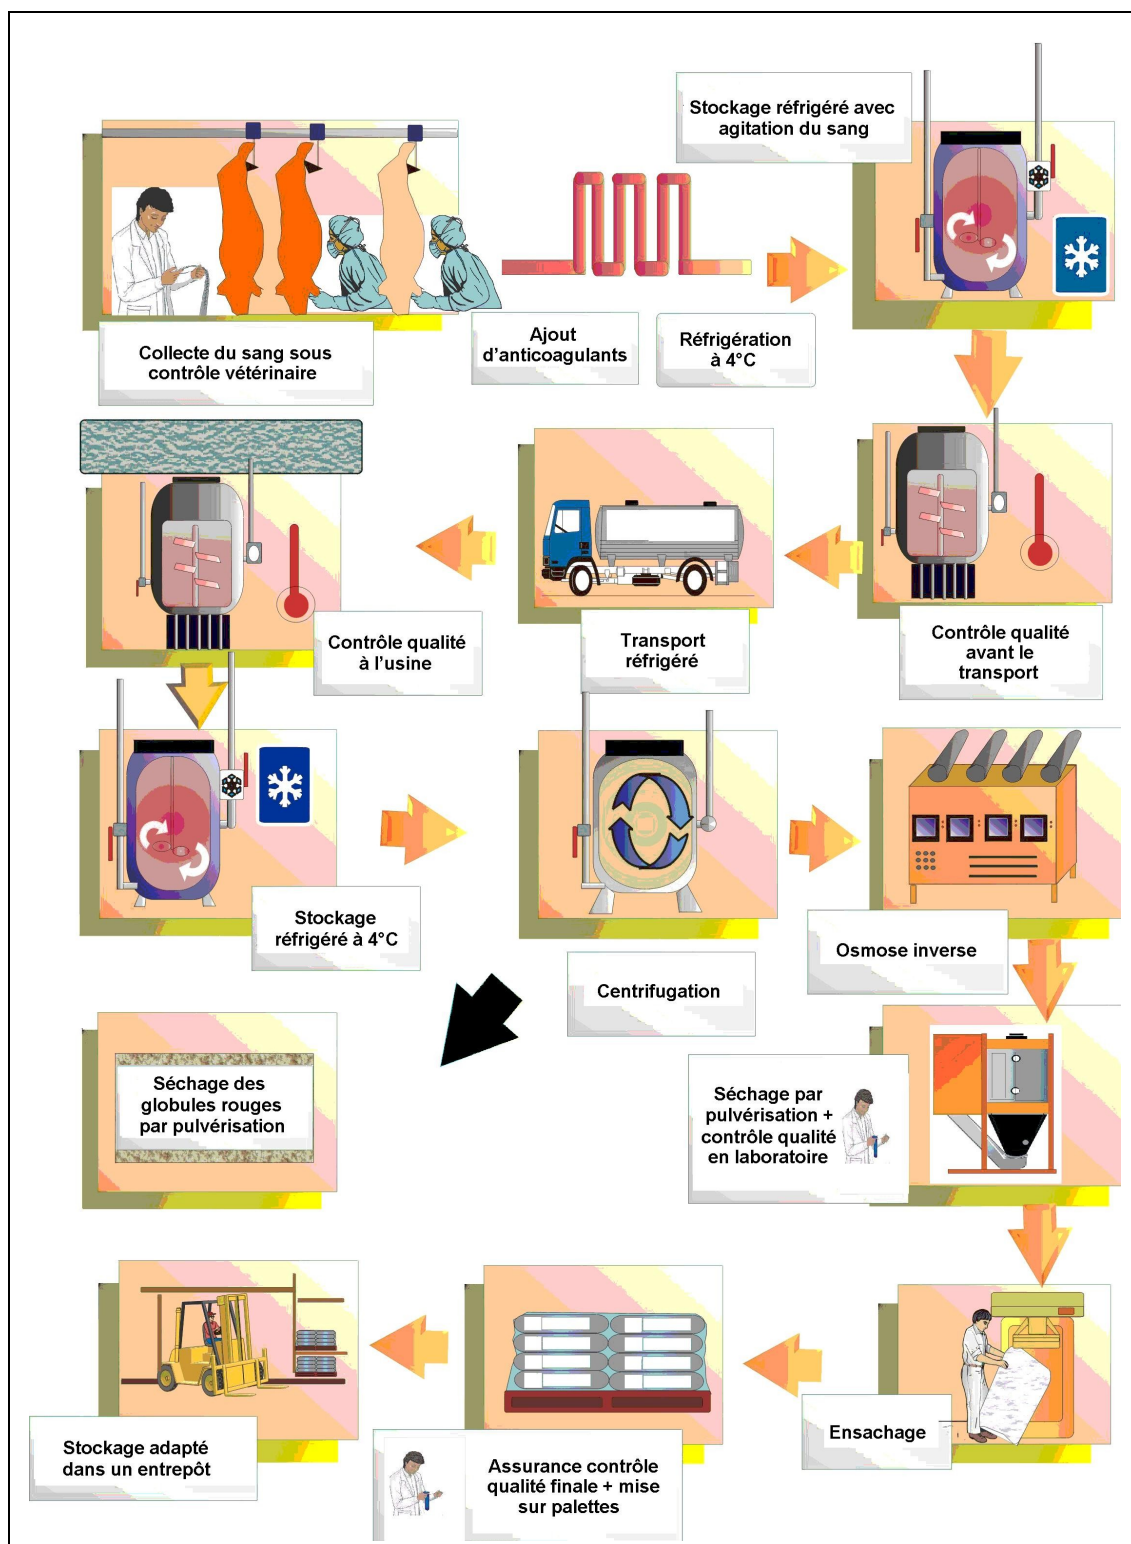 Stockage réfrigéré avec
agitation du sang
Collecte du sang sous
contrôle vétérinaire
Ajout
d'anticoagulants
Réfrigération
à 4°C
Contrôle qualité
à l'usine
Transport
réfrigéré
Contrôle qualité
avant le
transport
Stockage
réfrigéré à 4°C
Centrifugation
Osmose inverse
Séchage des
globules rouges
par pulvérisation
Séchage par
pulvérisation +
contrôle qualité
en laboratoire
Stockage adapté
dans un entrepôt
Assurance contrôle
qualité finale + mise
sur palettes
Ensachage